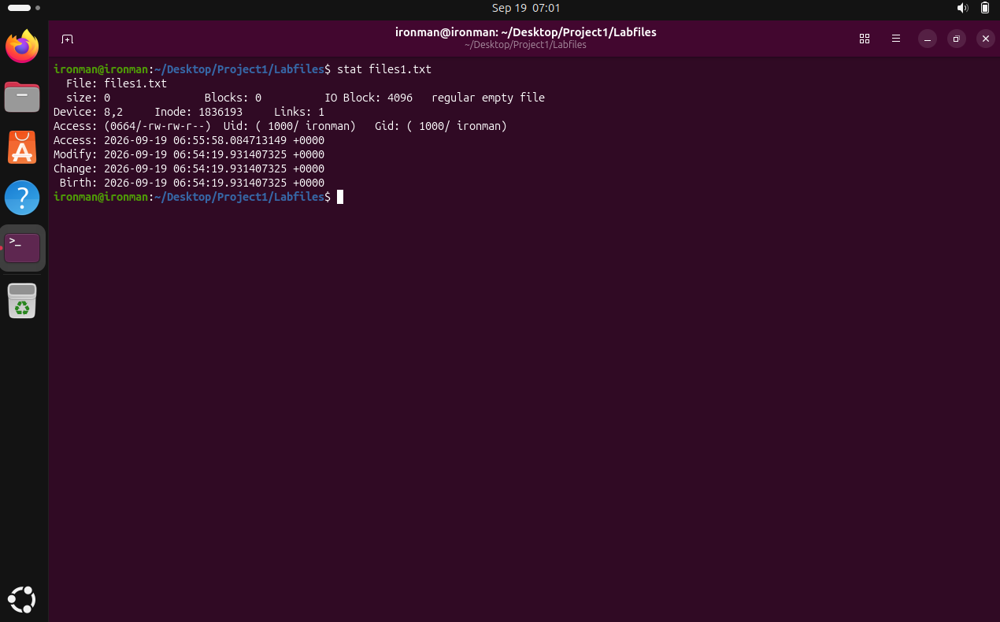 Sep 19 07:01
ironman@ironman: ~/Desktop/Project1/Labfiles
~/Desktop/Project1/Labfiles
ironman@ironman:~/Desktop/Project1/Labfiles$ stat files1.txt
  File: files1.txt
  size: 0               Blocks: 0          IO Block: 4096   regular empty file
Device: 8,2     Inode: 1836193     Links: 1
Access: (0664/-rw-rw-r--)  Uid: ( 1000/ ironman)   Gid: ( 1000/ ironman)
Access: 2026-09-19 06:55:58.084713149 +0000
Modify: 2026-09-19 06:54:19.931407325 +0000
Change: 2026-09-19 06:54:19.931407325 +0000
 Birth: 2026-09-19 06:54:19.931407325 +0000
ironman@ironman:~/Desktop/Project1/Labfiles$